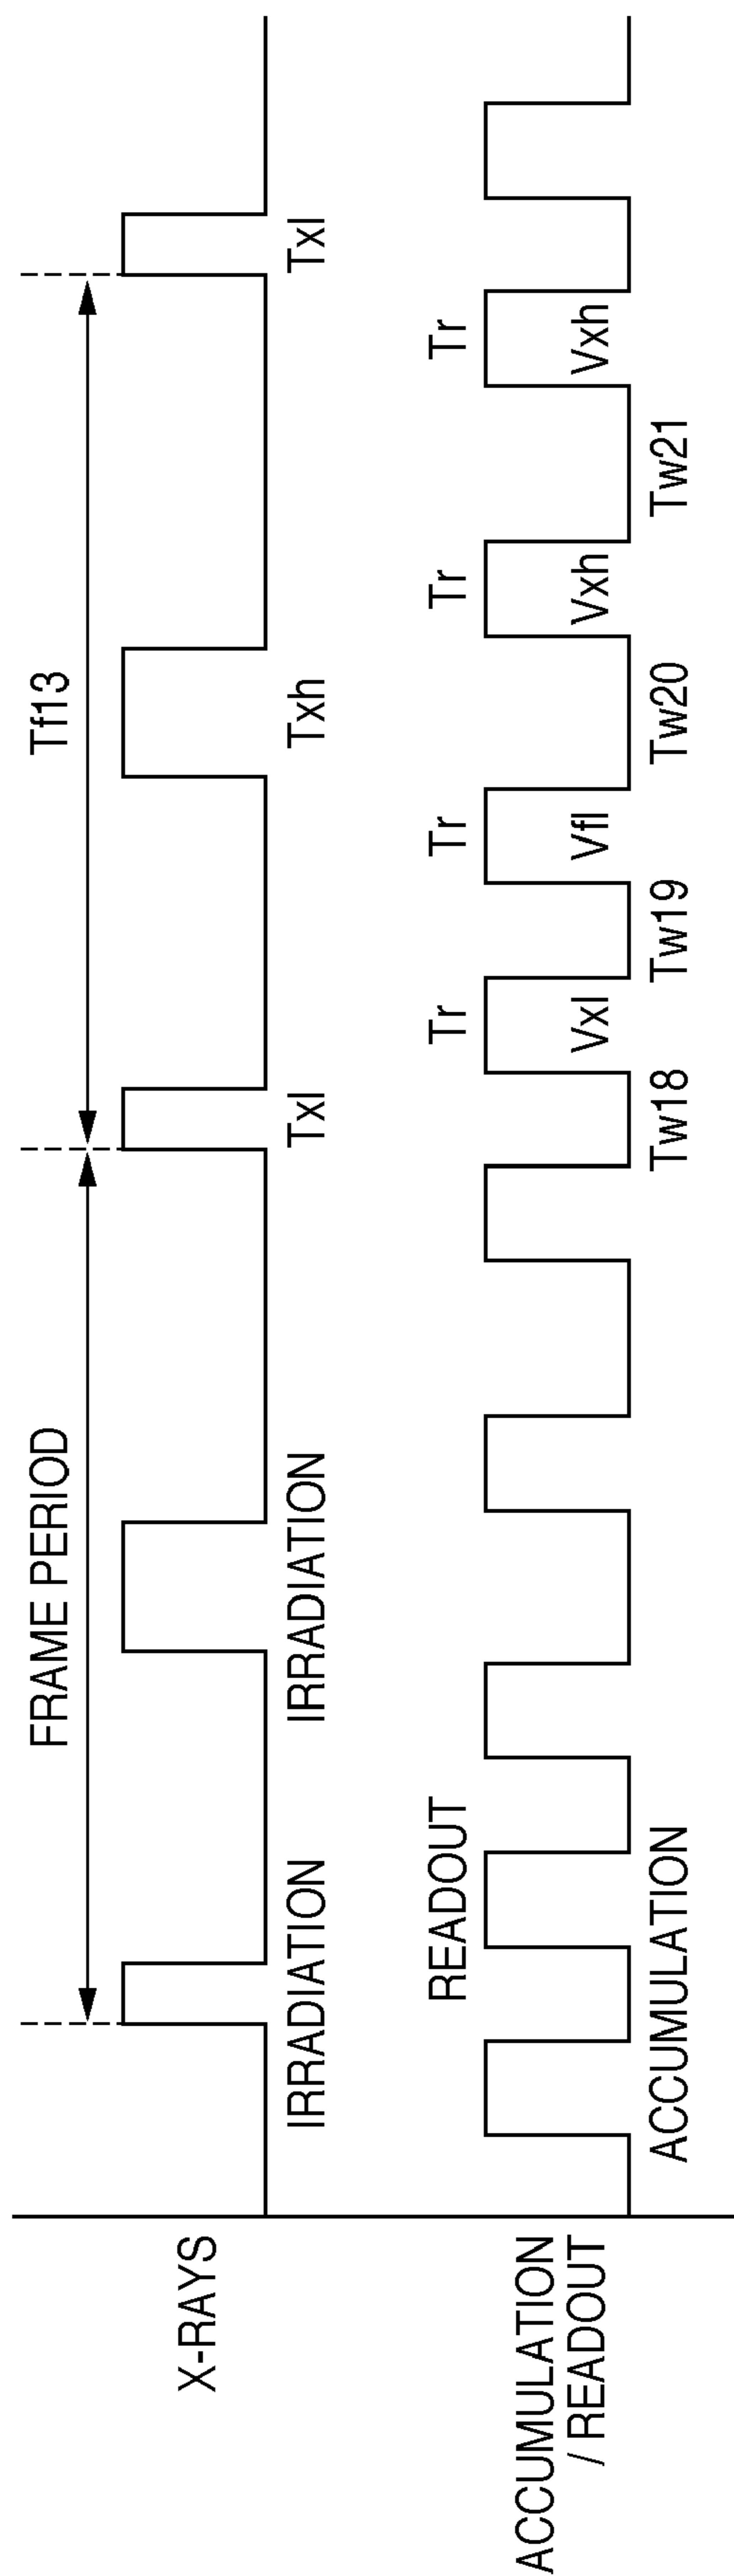 FRAME PERIOD
Tf13
X-RAYS
IRRADIATION
IRRADIATION
Txl
Txh
Txl
READOUT
Tr
Tr
Tr
Tr
ACCUMULATION
/ READOUT
Vxl
Vfl
Vxh
Vxh
ACCUMULATION
Tw18
Tw19
Tw20
Tw21